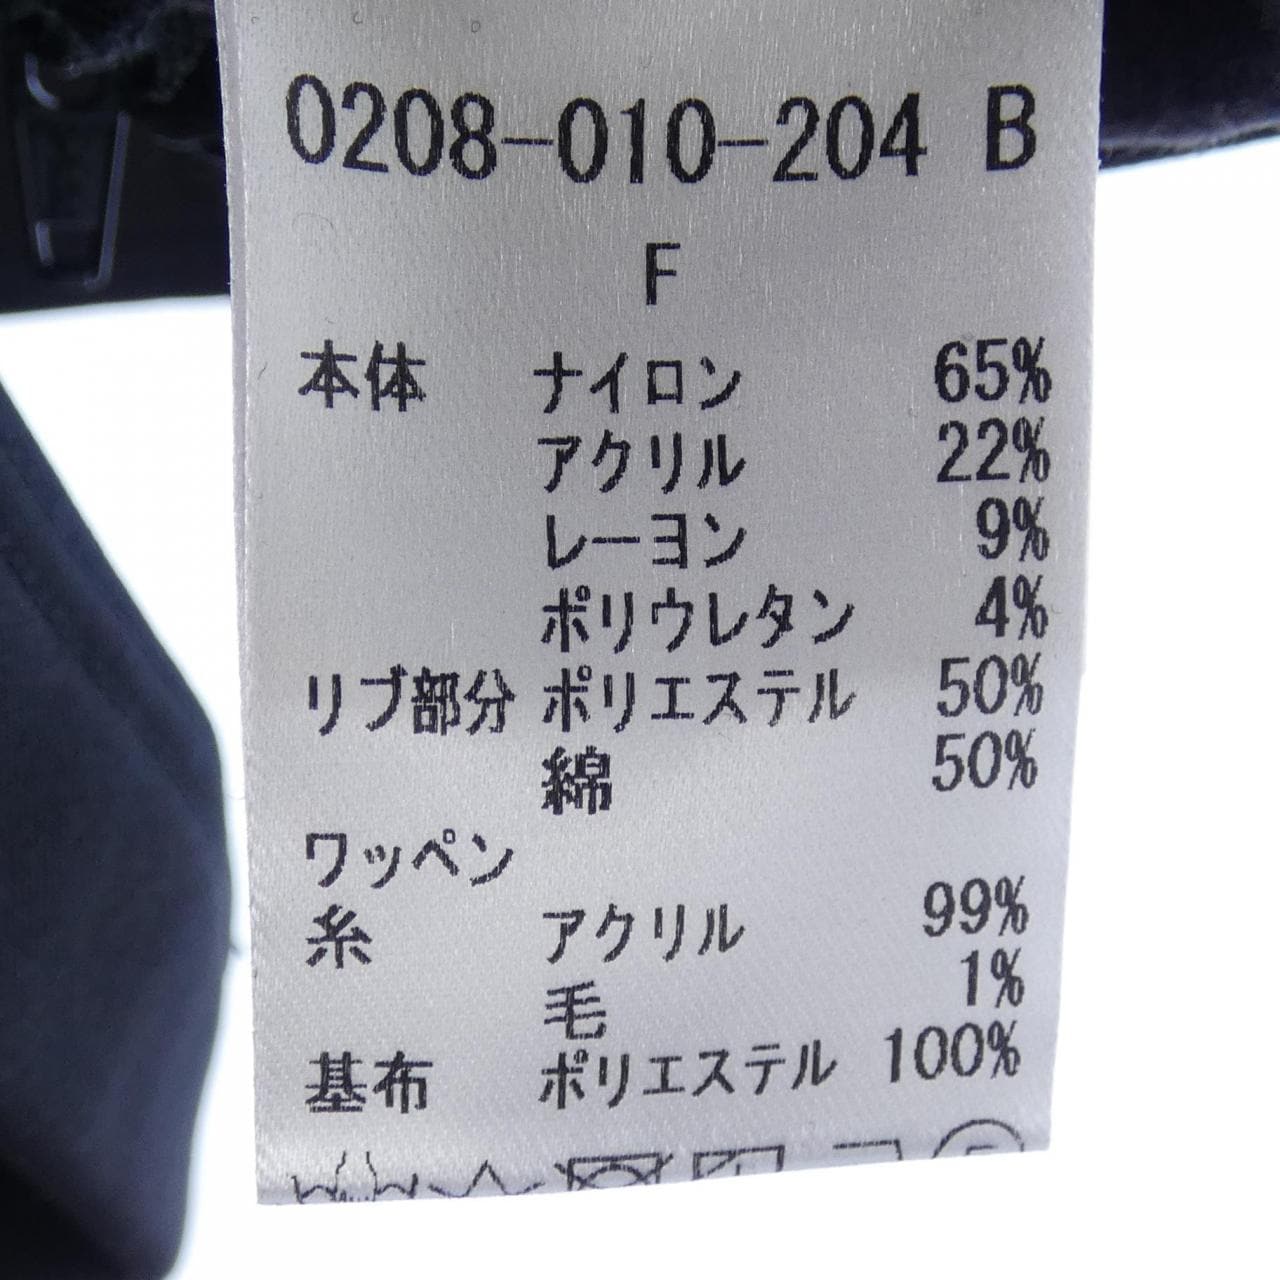 0208-010-204 B
F
本体 ナイロン 65%
アクリル 22%
レーヨン 9%
ポリウレタン 4%
リブ部分 ポリエステル 50%
綿 50%
ワッペン
糸 アクリル 99%
毛 1%
基布 ポリエステル 100%